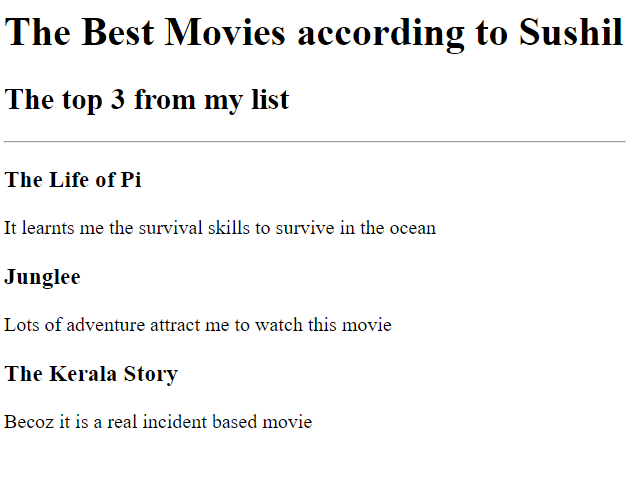 The Best Movies according to Sushil
The top 3 from my list
The Life of Pi
It learnts me the survival skills to survive in the ocean
Junglee
Lots of adventure attract me to watch this movie
The Kerala Story
Becoz it is a real incident based movie